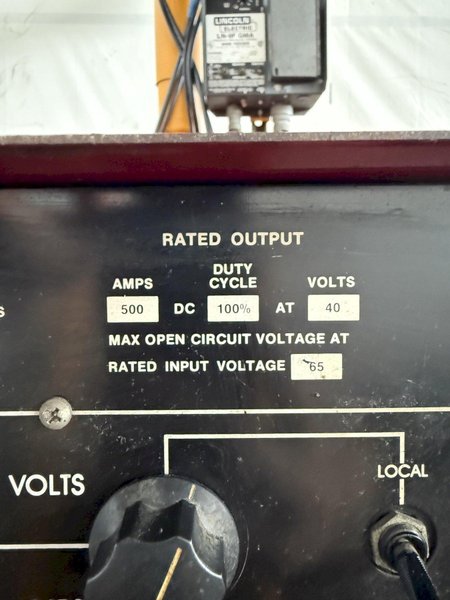 LINCOLN
ELECTRIC
RATED OUTPUT
AMPS DUTY CYCLE VOLTS
500 DC 100% AT 40
MAX OPEN CIRCUIT VOLTAGE AT
RATED INPUT VOLTAGE 65
VOLTS
LOCAL